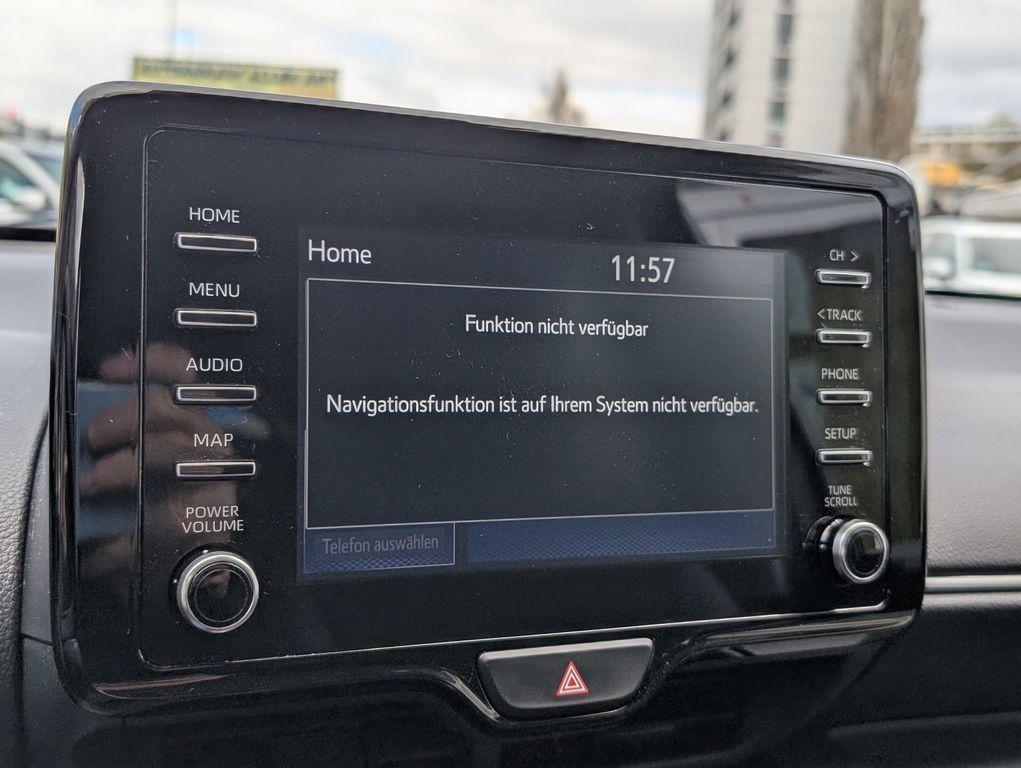 HOME
MENU
AUDIO
MAP
POWER
VOLUME
Home
11:57
Funktion nicht verfügbar
Navigationsfunktion ist auf Ihrem System nicht verfügbar.
Telefon auswählen
CH >
< TRACK
PHONE
SETUP
TUNE
SCROLL